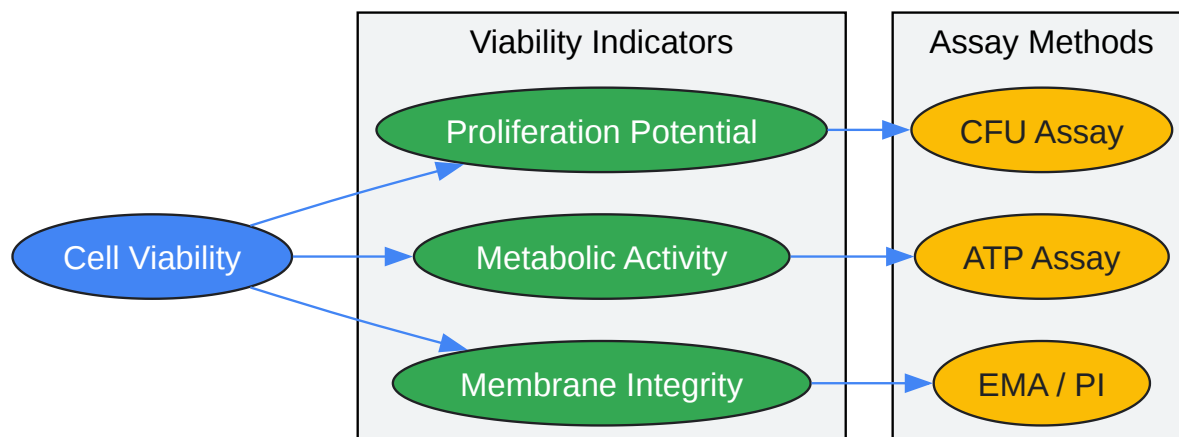 Viability Indicators
Assay Methods
Proliferation Potential
CFU Assay
Cell Viability
Metabolic Activity
ATP Assay
Membrane Integrity
EMA / PI